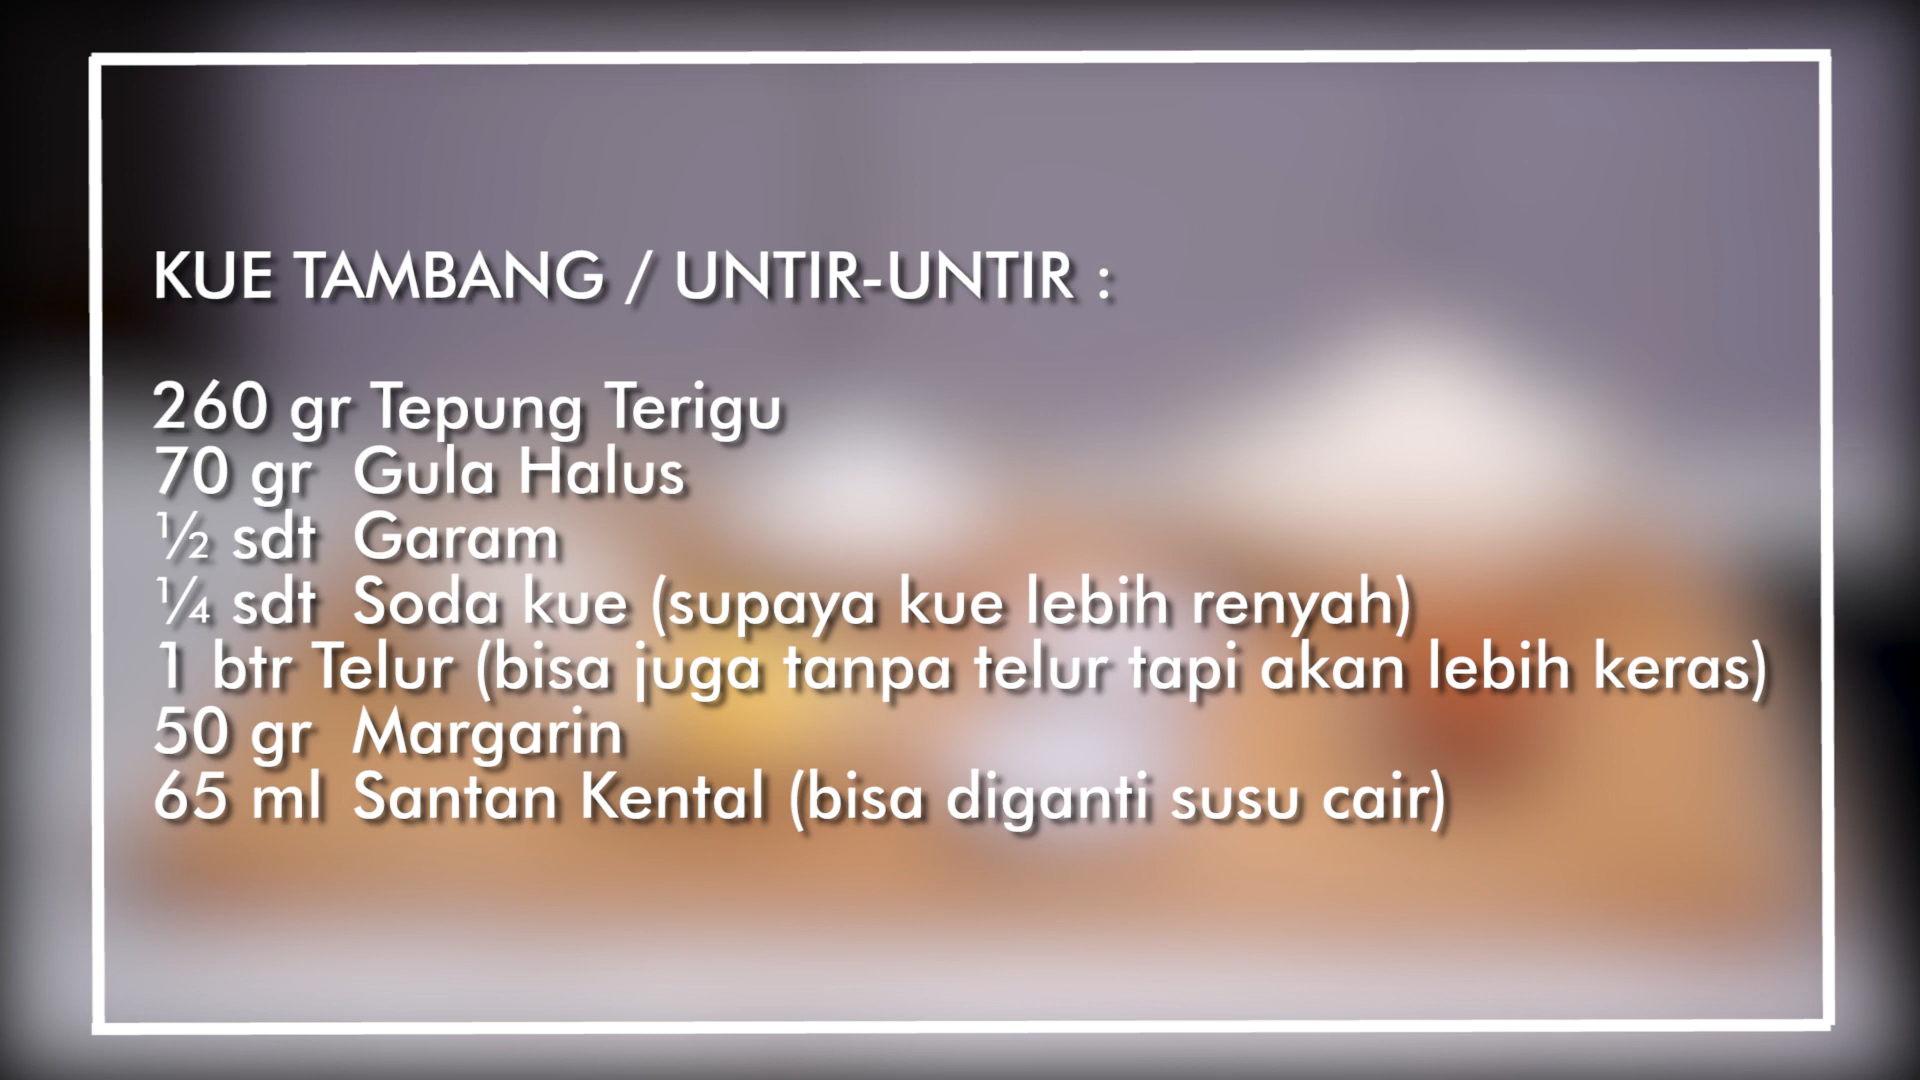 KUE TAMBANG / UNTIR-UNTIR :
260 gr Tepung Terigu
70 gr Gula Halus
½ sdt Garam
¼ sdt Soda kue (supaya kue lebih renyah)
1 btr Telur (bisa juga tanpa telur tapi akan lebih keras)
50 gr Margarin
65 ml Santan Kental (bisa diganti susu cair)